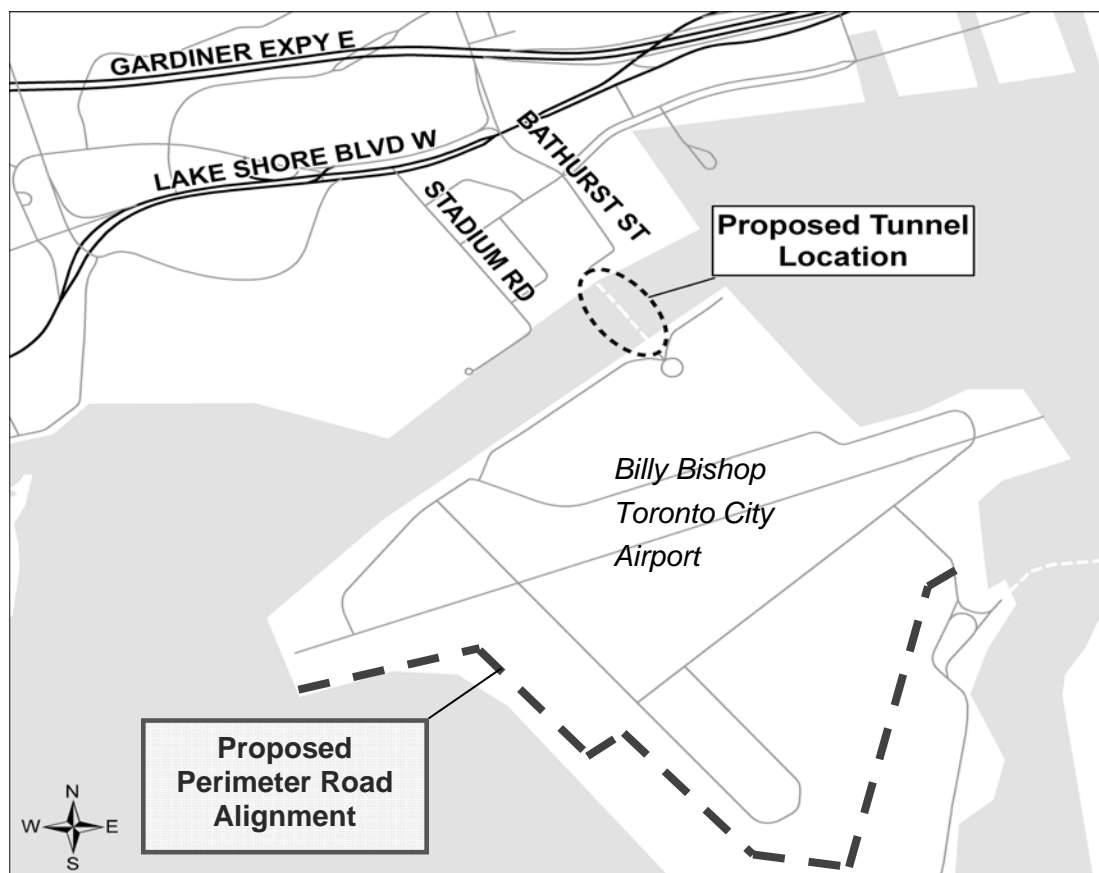 GARDINER EXPY E
LAKE SHORE BLVD W
BATHURST ST
STADIUM RD
Proposed Tunnel
Location
Billy Bishop
Toronto City
Airport
Proposed
Perimeter Road
Alignment
N
W E
S